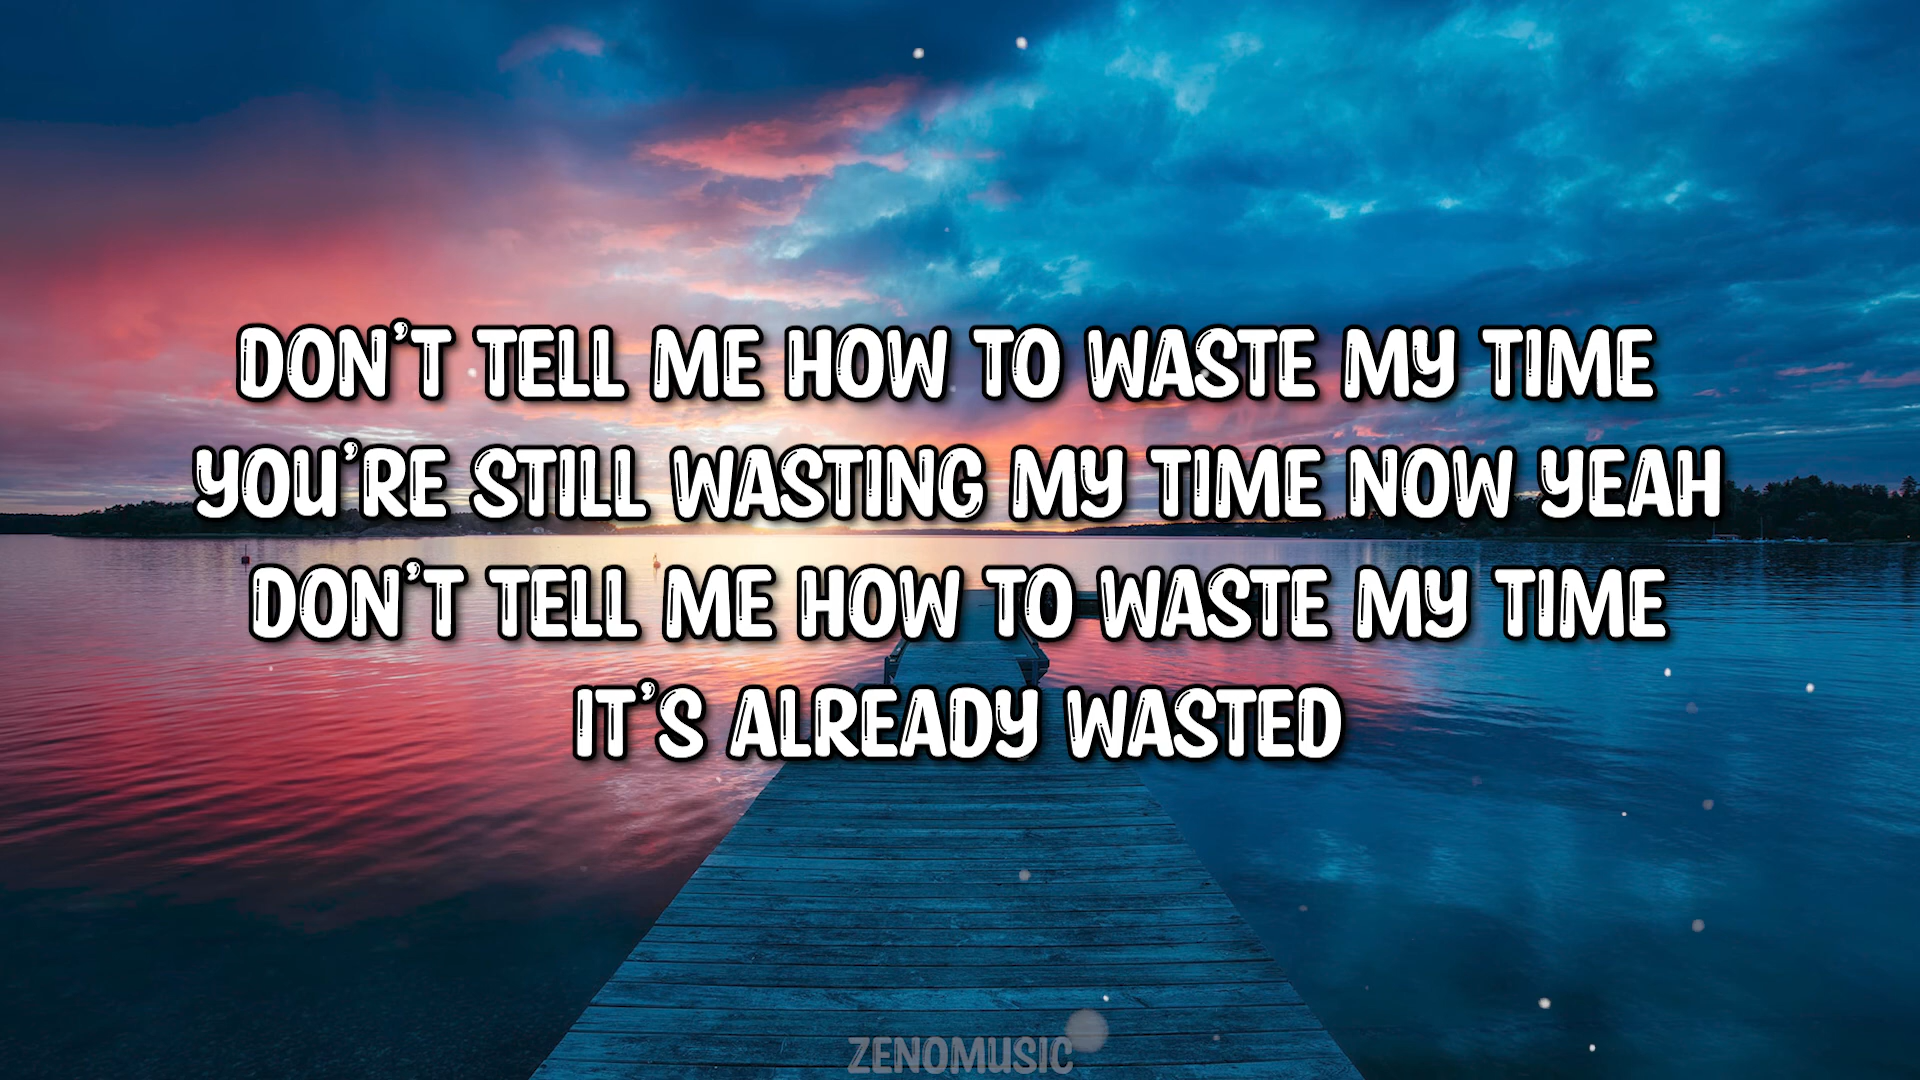 DON'T TELL ME HOW TO WASTE MY TIME
YOU'RE STILL WASTING MY TIME NOW YEAH
DON'T TELL ME HOW TO WASTE MY TIME
IT'S ALREADY WASTED
ZENOMUSIC